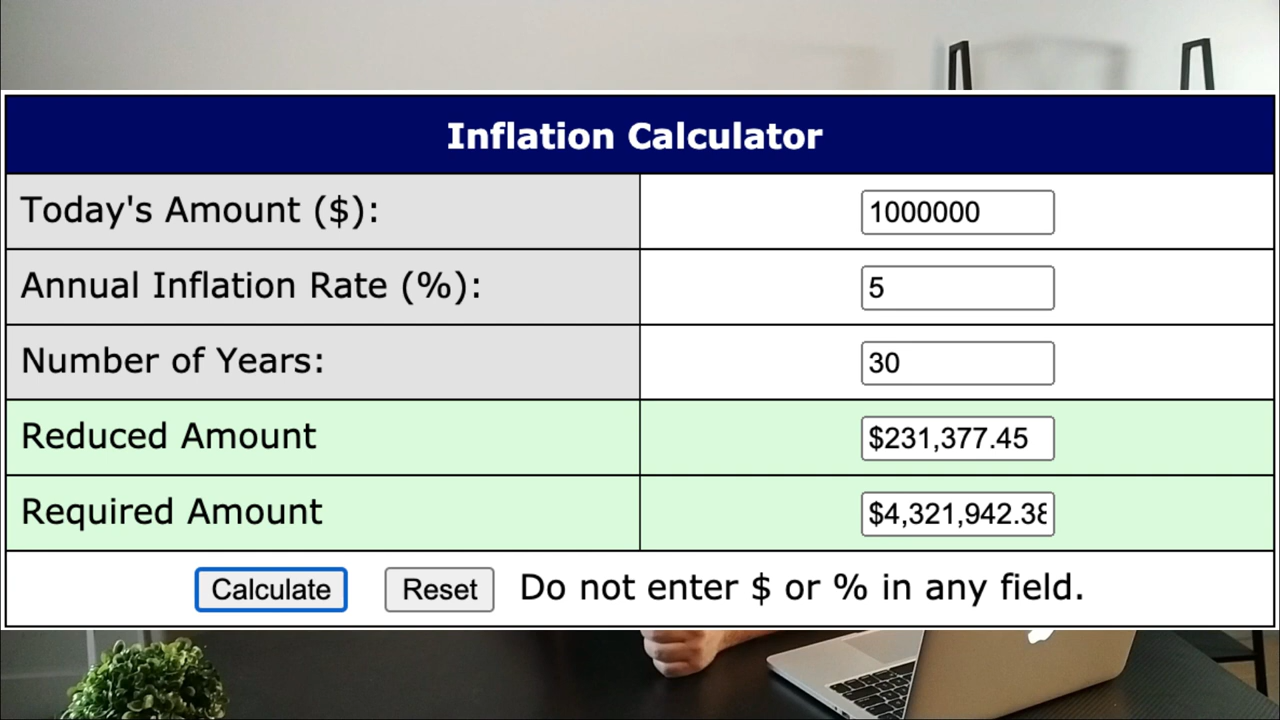 Inflation Calculator
Today's Amount ($): 1000000
Annual Inflation Rate (%): 5
Number of Years: 30
Reduced Amount $231,377.45
Required Amount $4,321,942.38
Calculate Reset Do not enter $ or % in any field.